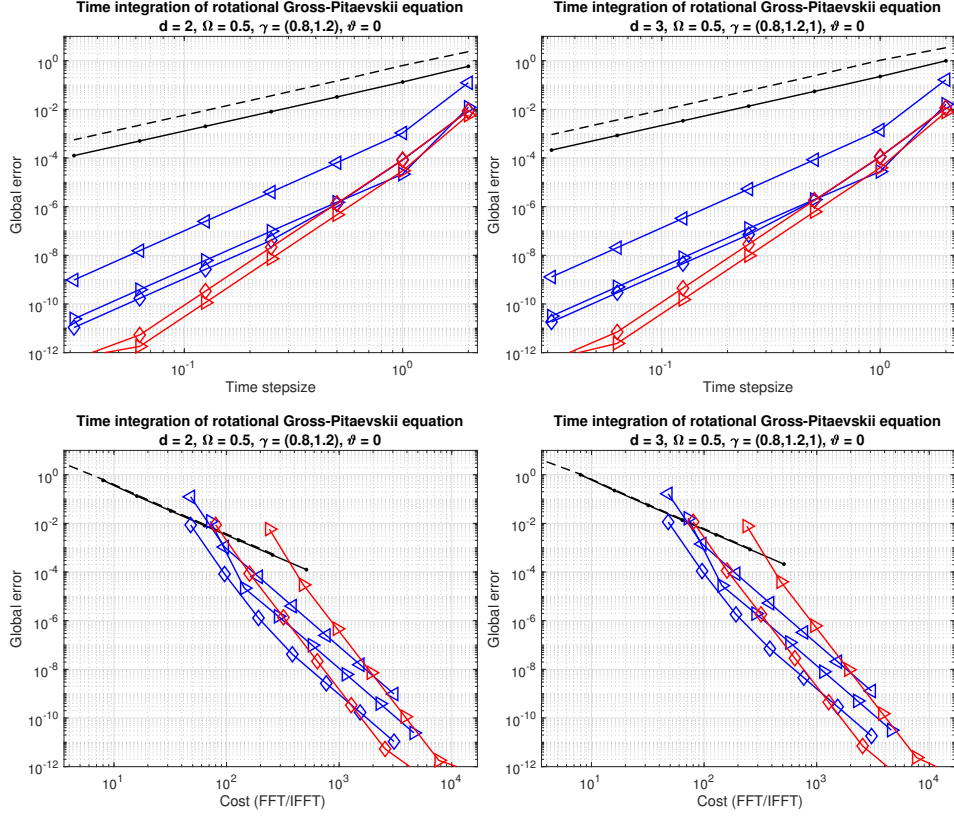 Time integration of rotational Gross-Pitaevskii equation
d = 2, Ω = 0.5, γ = (0.8,1.2), ϑ = 0
Global error
10^0
10^-2
10^-4
10^-6
10^-8
10^-10
10^-12
10^-1
10^0
Time stepsize
Time integration of rotational Gross-Pitaevskii equation
d = 3, Ω = 0.5, γ = (0.8,1.2,1), ϑ = 0
Global error
10^0
10^-2
10^-4
10^-6
10^-8
10^-10
10^-12
10^-1
10^0
Time stepsize
Time integration of rotational Gross-Pitaevskii equation
d = 2, Ω = 0.5, γ = (0.8,1.2), ϑ = 0
Global error
10^0
10^-2
10^-4
10^-6
10^-8
10^-10
10^-12
10^1
10^2
10^3
10^4
Cost (FFT/IFFT)
Time integration of rotational Gross-Pitaevskii equation
d = 3, Ω = 0.5, γ = (0.8,1.2,1), ϑ = 0
Global error
10^0
10^-2
10^-4
10^-6
10^-8
10^-10
10^-12
10^1
10^2
10^3
10^4
Cost (FFT/IFFT)